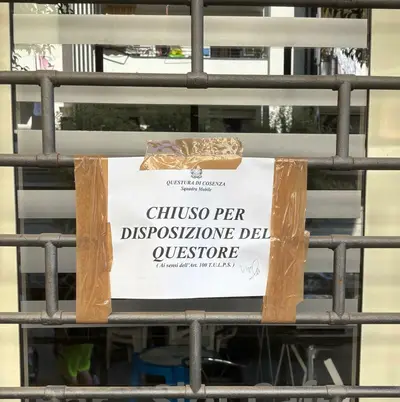 QUESTURA DI COSENZA
Squadra Mobile
CHIUSO PER
DISPOSIZIONE DEL
QUESTORE
( Ai sensi dell'Art. 100 T.U.L.P.S. )